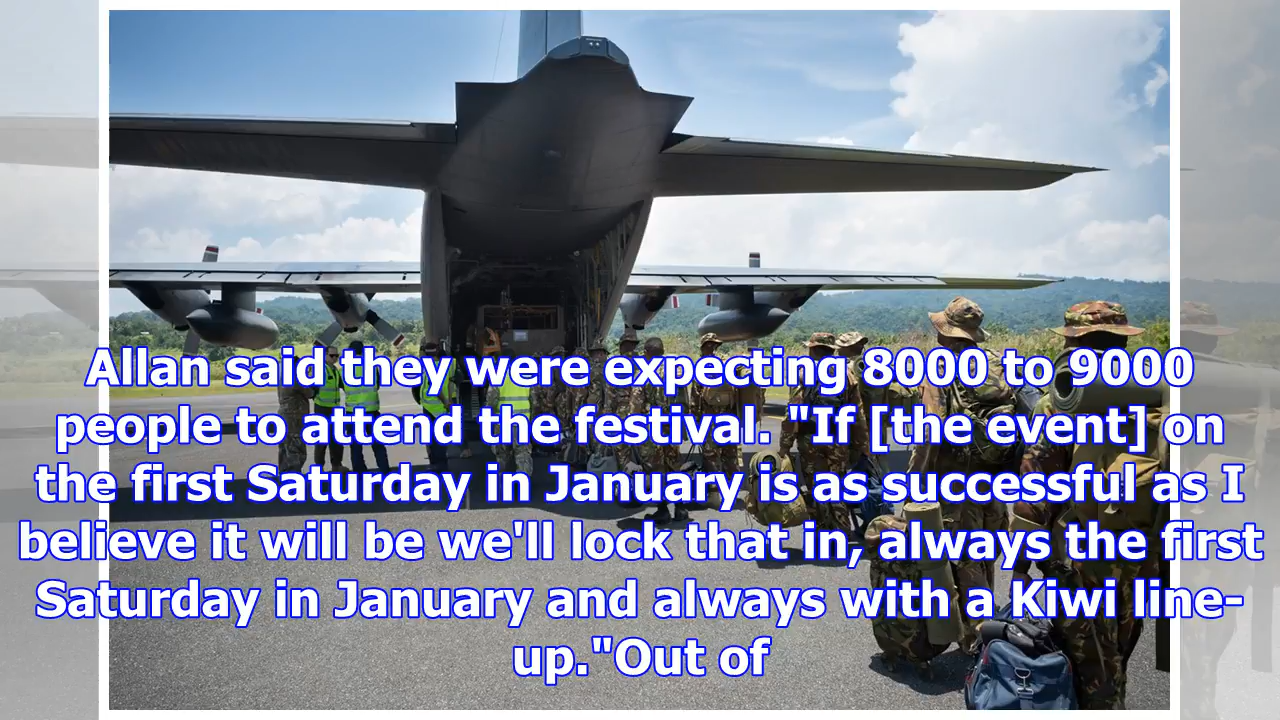 Allan said they were expecting 8000 to 9000
people to attend the festival. "If [the event] on
the first Saturday in January is as successful as I
believe it will be we'll lock that in, always the first
Saturday in January and always with a Kiwi line-
up."Out of